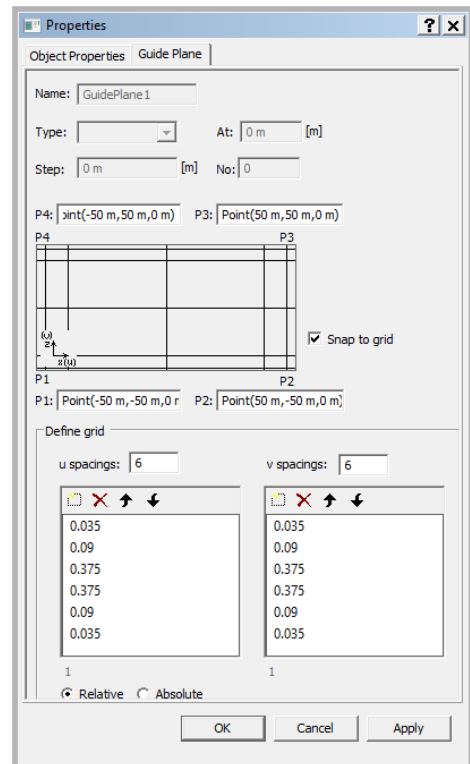 Properties
Object Properties Guide Plane
Name: GuidePlane1
Type: At: 0 m [m]
Step: 0 m [m] No: 0
P4: oint(-50 m,50 m,0 m) P3: Point(50 m,50 m,0 m)
P4 P3
(v)
z
x(u)
Snap to grid
P1 P2
P1: Point(-50 m,-50 m,0 m P2: Point(50 m,-50 m,0 m)
Define grid
u spacings: 6 v spacings: 6
0.035 0.035
0.09 0.09
0.375 0.375
0.375 0.375
0.09 0.09
0.035 0.035
1 1
Relative Absolute
OK Cancel Apply